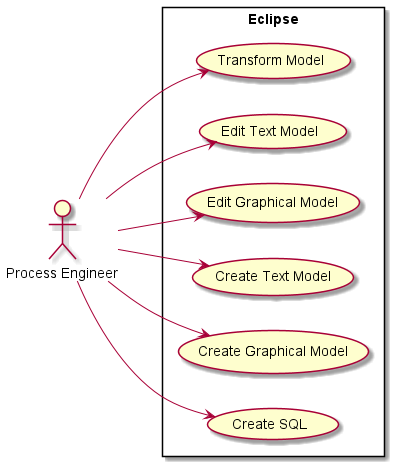 Eclipse
Transform Model
Edit Text Model
Edit Graphical Model
Process Engineer
Create Text Model
Create Graphical Model
Create SQL